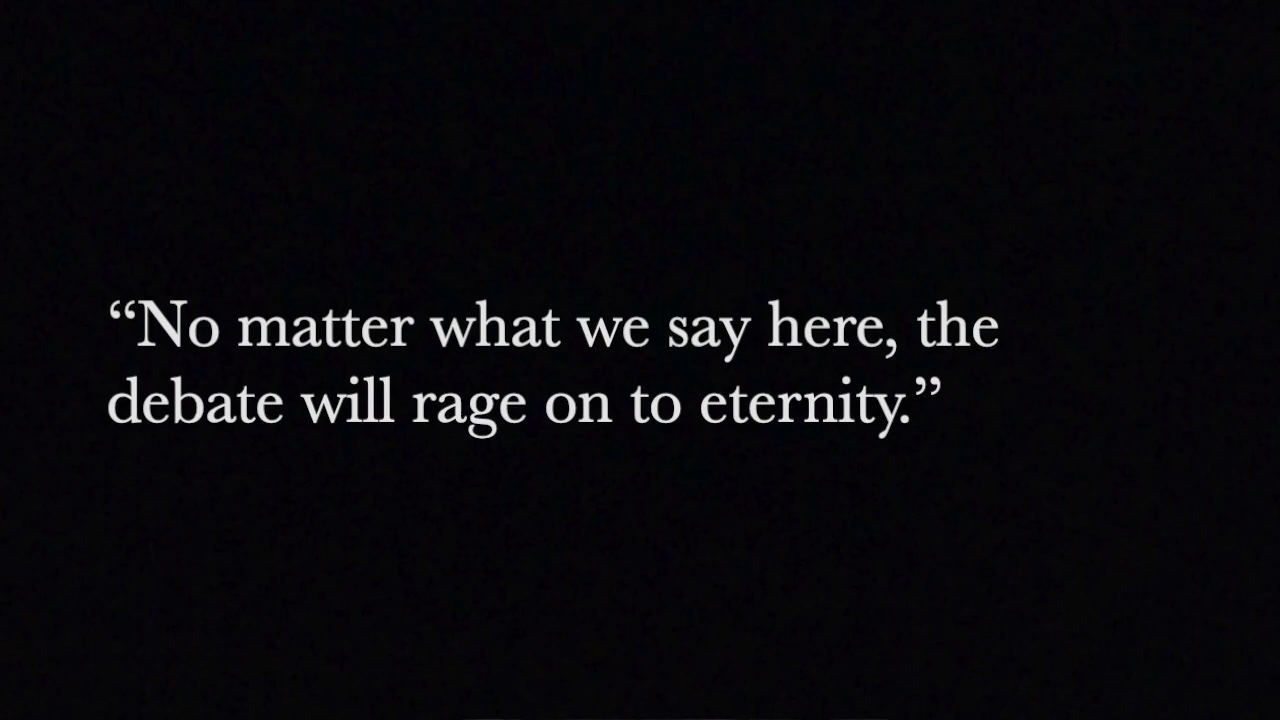 “No matter what we say here, the
debate will rage on to eternity.”